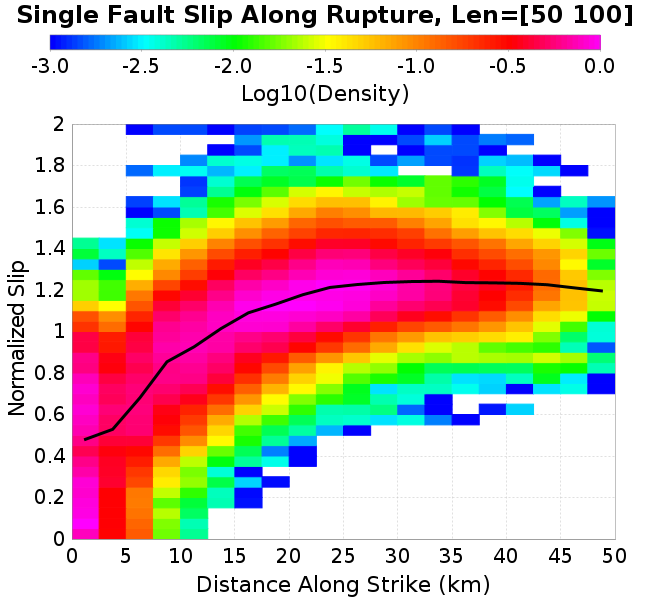 Single Fault Slip Along Rupture, Len=[50 100]
-3.0 -2.5 -2.0 -1.5 -1.0 -0.5 0.0
Log10(Density)
Normalized Slip
2
1.8
1.6
1.4
1.2
1
0.8
0.6
0.4
0.2
0
0 5 10 15 20 25 30 35 40 45 50
Distance Along Strike (km)